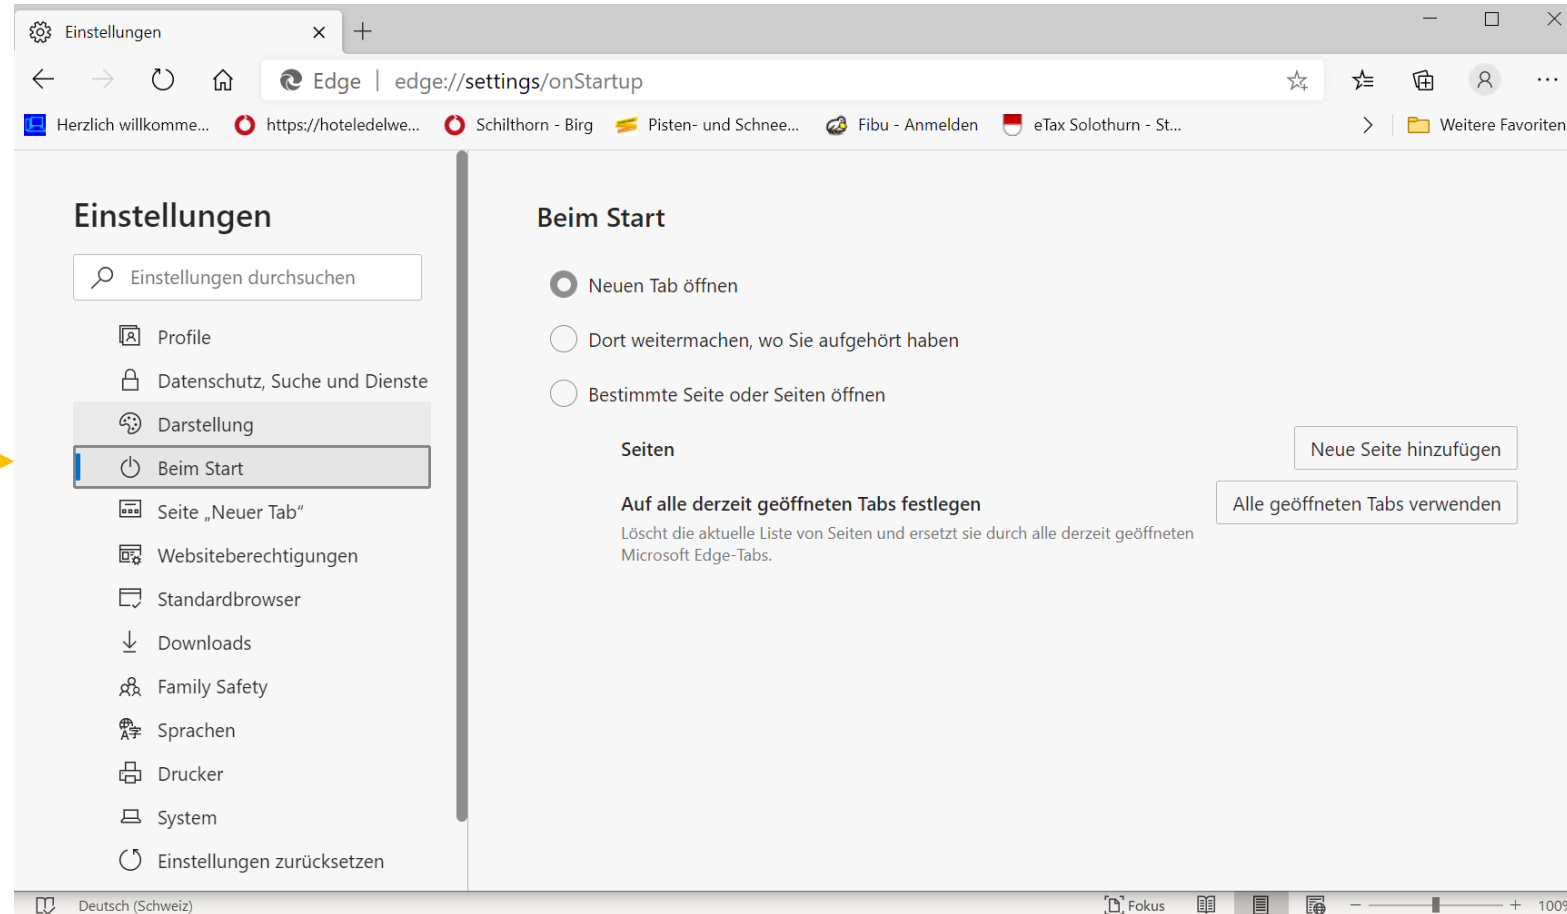 Einstellungen
Edge | edge://settings/onStartup
Herzlich willkomme... https://hoteledelwe... Schilthorn - Birg Pisten- und Schnee... Fibu - Anmelden eTax Solothurn - St... Weitere Favoriten
Einstellungen
Einstellungen durchsuchen
Profile
Datenschutz, Suche und Dienste
Darstellung
Beim Start
Seite „Neuer Tab“
Websiteberechtigungen
Standardbrowser
Downloads
Family Safety
Sprachen
Drucker
System
Einstellungen zurücksetzen
Beim Start
Neuen Tab öffnen
Dort weitermachen, wo Sie aufgehört haben
Bestimmte Seite oder Seiten öffnen
Seiten
Neue Seite hinzufügen
Auf alle derzeit geöffneten Tabs festlegen
Alle geöffneten Tabs verwenden
Löscht die aktuelle Liste von Seiten und ersetzt sie durch alle derzeit geöffneten
Microsoft Edge-Tabs.
Deutsch (Schweiz) Fokus 100%